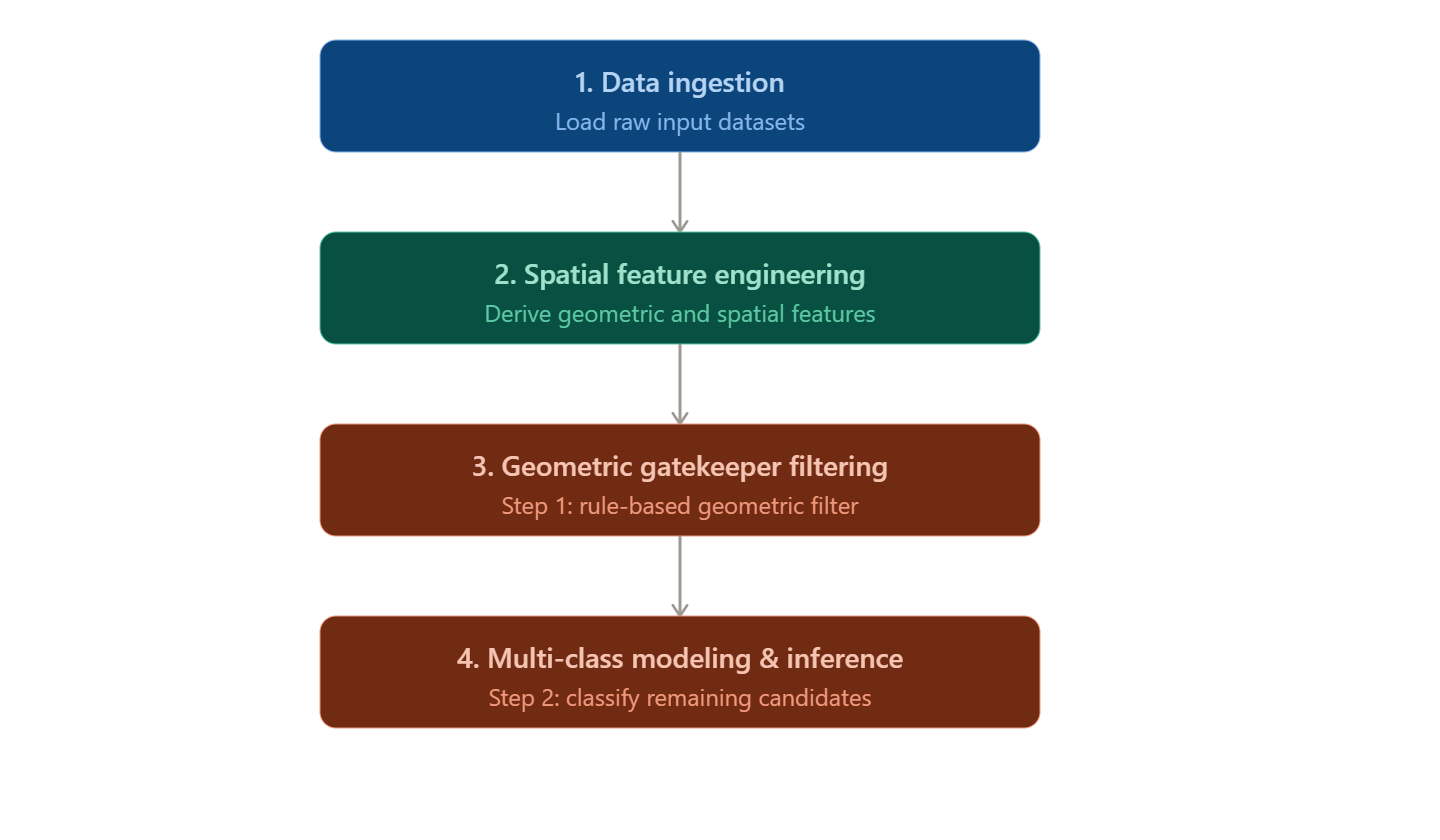 1. Data ingestion
Load raw input datasets
2. Spatial feature engineering
Derive geometric and spatial features
3. Geometric gatekeeper filtering
Step 1: rule-based geometric filter
4. Multi-class modeling & inference
Step 2: classify remaining candidates